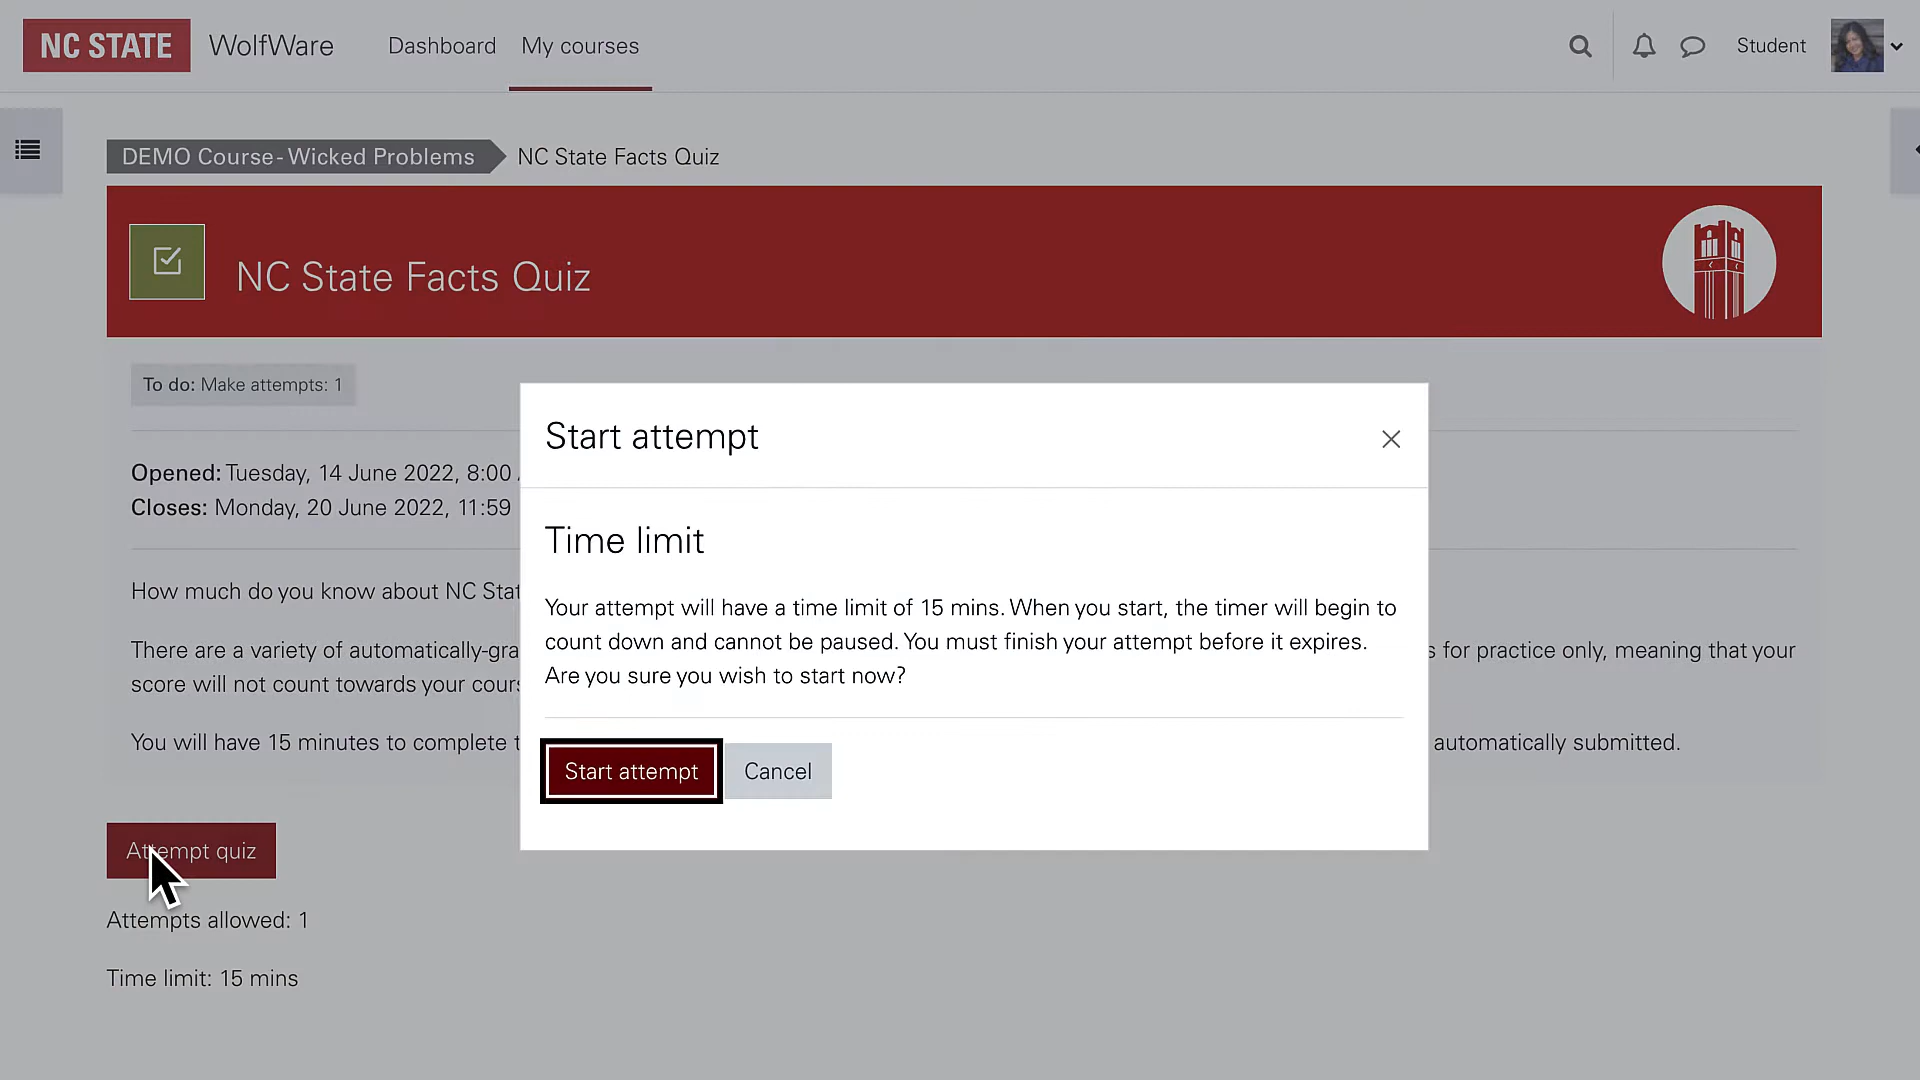 NC STATE WolfWare Dashboard My courses Student
DEMO Course - Wicked Problems NC State Facts Quiz
NC State Facts Quiz
To do: Make attempts: 1
Opened: Tuesday, 14 June 2022, 8:00
Closes: Monday, 20 June 2022, 11:59
How much do you know about NC Stat
There are a variety of automatically-gra s for practice only, meaning that your
score will not count towards your cours
You will have 15 minutes to complete t automatically submitted.
Start attempt
Time limit
Your attempt will have a time limit of 15 mins. When you start, the timer will begin to
count down and cannot be paused. You must finish your attempt before it expires.
Are you sure you wish to start now?
Start attempt Cancel
Attempt quiz
Attempts allowed: 1
Time limit: 15 mins